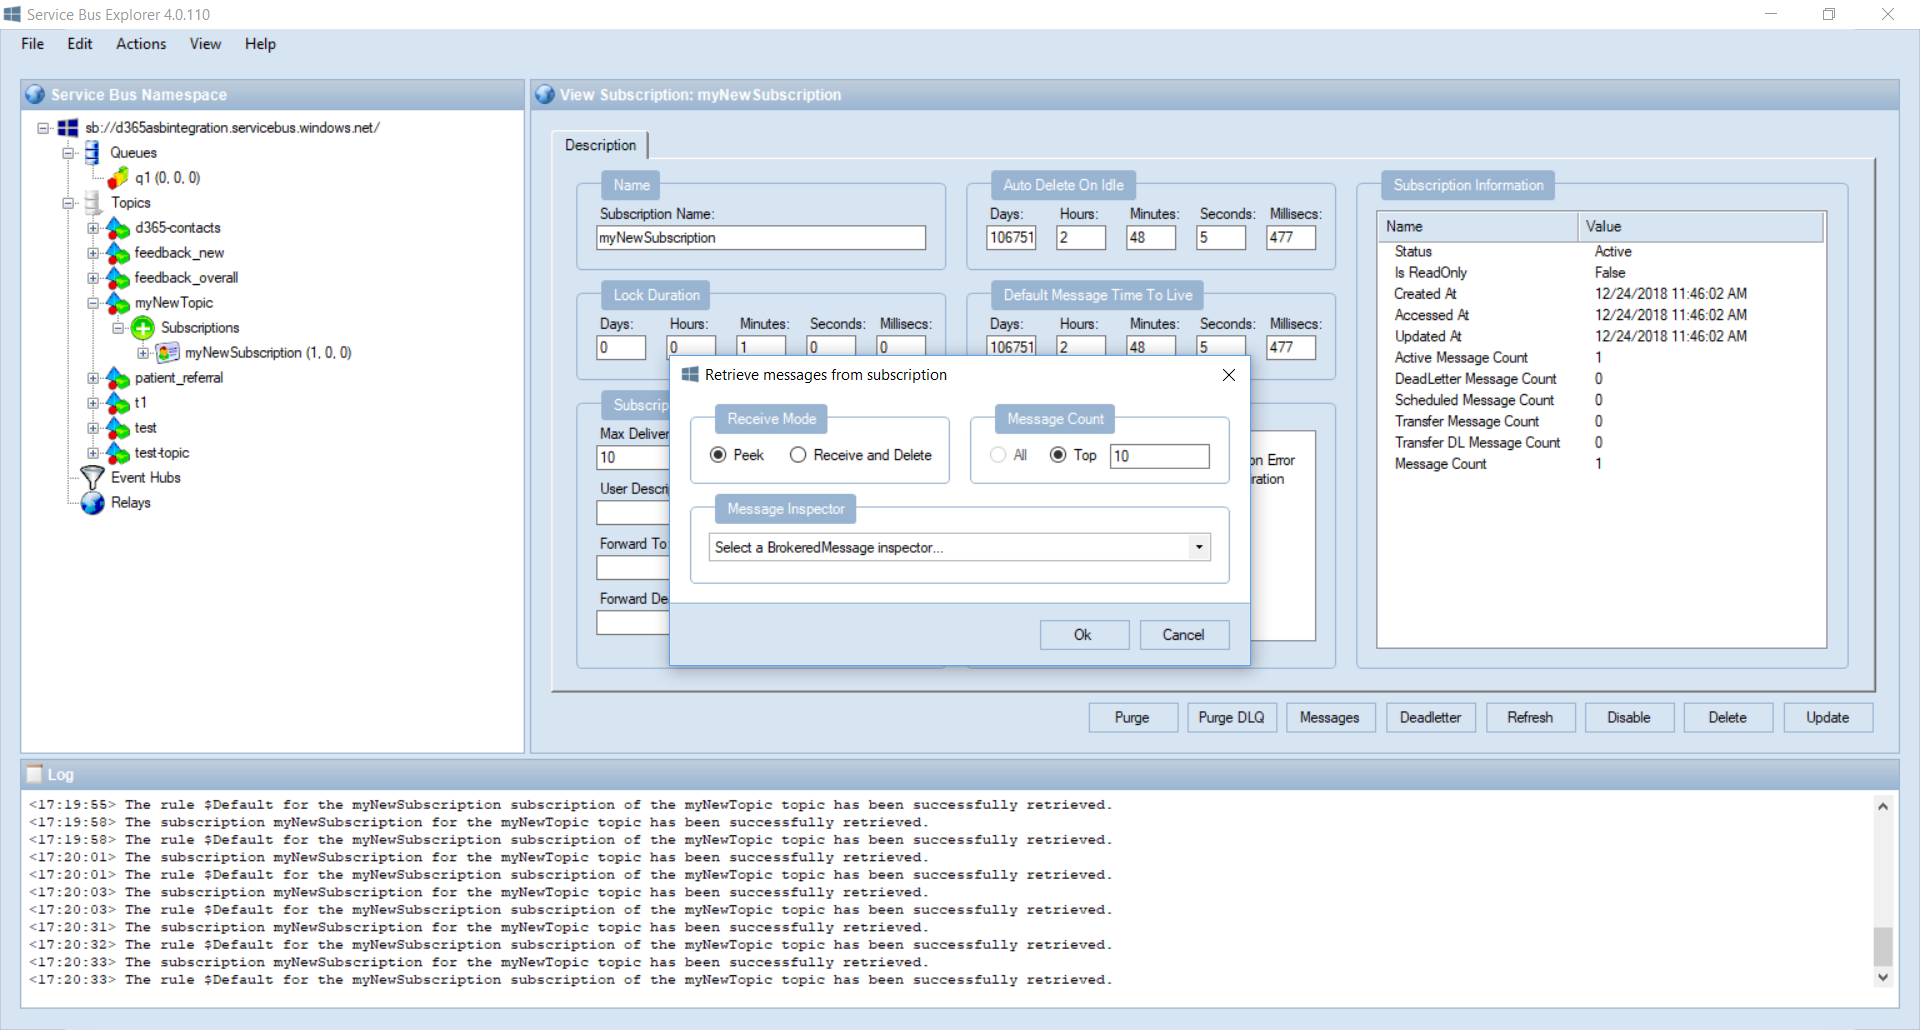 Service Bus Explorer 4.0.110
File Edit Actions View Help
Service Bus Namespace
sb://d365asbintegration.servicebus.windows.net/
Queues
q1 (0, 0, 0)
Topics
d365-contacts
feedback_new
feedback_overall
myNewTopic
Subscriptions
myNewSubscription (1, 0, 0)
patient_referral
t1
test
test-topic
Event Hubs
Relays
View Subscription: myNewSubscription
Description
Name
Subscription Name:
myNewSubscription
Auto Delete On Idle
Days: Hours: Minutes: Seconds: Millisecs:
106751 2 48 5 477
Lock Duration
Days: Hours: Minutes: Seconds: Millisecs:
0 0 1 0 0
Default Message Time To Live
Days: Hours: Minutes: Seconds: Millisecs:
106751 2 48 5 477
Subscrip
Max Deliver
10
User Descri
Forward To:
Forward De
on Error
ration
Subscription Information
Name Value
Status Active
Is ReadOnly False
Created At 12/24/2018 11:46:02 AM
Accessed At 12/24/2018 11:46:02 AM
Updated At 12/24/2018 11:46:02 AM
Active Message Count 1
DeadLetter Message Count 0
Scheduled Message Count 0
Transfer Message Count 0
Transfer DL Message Count 0
Message Count 1
Retrieve messages from subscription
Receive Mode
Peek Receive and Delete
Message Count
All Top 10
Message Inspector
Select a BrokeredMessage inspector...
Ok Cancel
Purge Purge DLQ Messages Deadletter Refresh Disable Delete Update
Log
<17:19:55> The rule $Default for the myNewSubscription subscription of the myNewTopic topic has been successfully retrieved.
<17:19:58> The subscription myNewSubscription for the myNewTopic topic has been successfully retrieved.
<17:19:58> The rule $Default for the myNewSubscription subscription of the myNewTopic topic has been successfully retrieved.
<17:20:01> The subscription myNewSubscription for the myNewTopic topic has been successfully retrieved.
<17:20:01> The rule $Default for the myNewSubscription subscription of the myNewTopic topic has been successfully retrieved.
<17:20:03> The subscription myNewSubscription for the myNewTopic topic has been successfully retrieved.
<17:20:03> The rule $Default for the myNewSubscription subscription of the myNewTopic topic has been successfully retrieved.
<17:20:31> The subscription myNewSubscription for the myNewTopic topic has been successfully retrieved.
<17:20:32> The rule $Default for the myNewSubscription subscription of the myNewTopic topic has been successfully retrieved.
<17:20:33> The subscription myNewSubscription for the myNewTopic topic has been successfully retrieved.
<17:20:33> The rule $Default for the myNewSubscription subscription of the myNewTopic topic has been successfully retrieved.